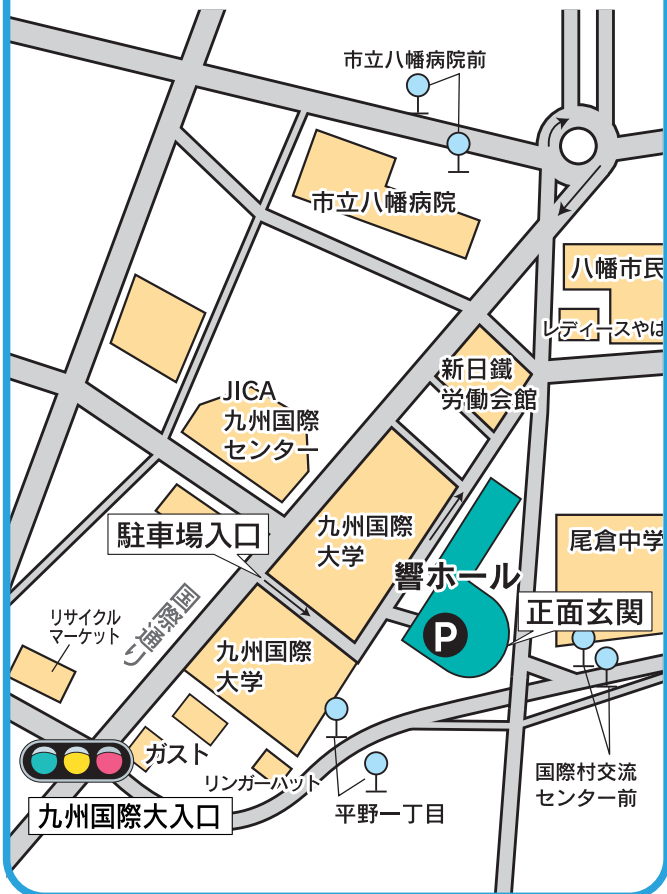 市立八幡病院前
市立八幡病院
八幡市民
レディースやは
新日鐵
労働会館
JICA
九州国際
センター
九州国際
大学
駐車場入口
尾倉中学
響ホール
正面玄関
P
国際通り
リサイクル
マーケット
九州国際
大学
ガスト
リンガーハット
国際村交流
センター前
平野一丁目
九州国際大入口